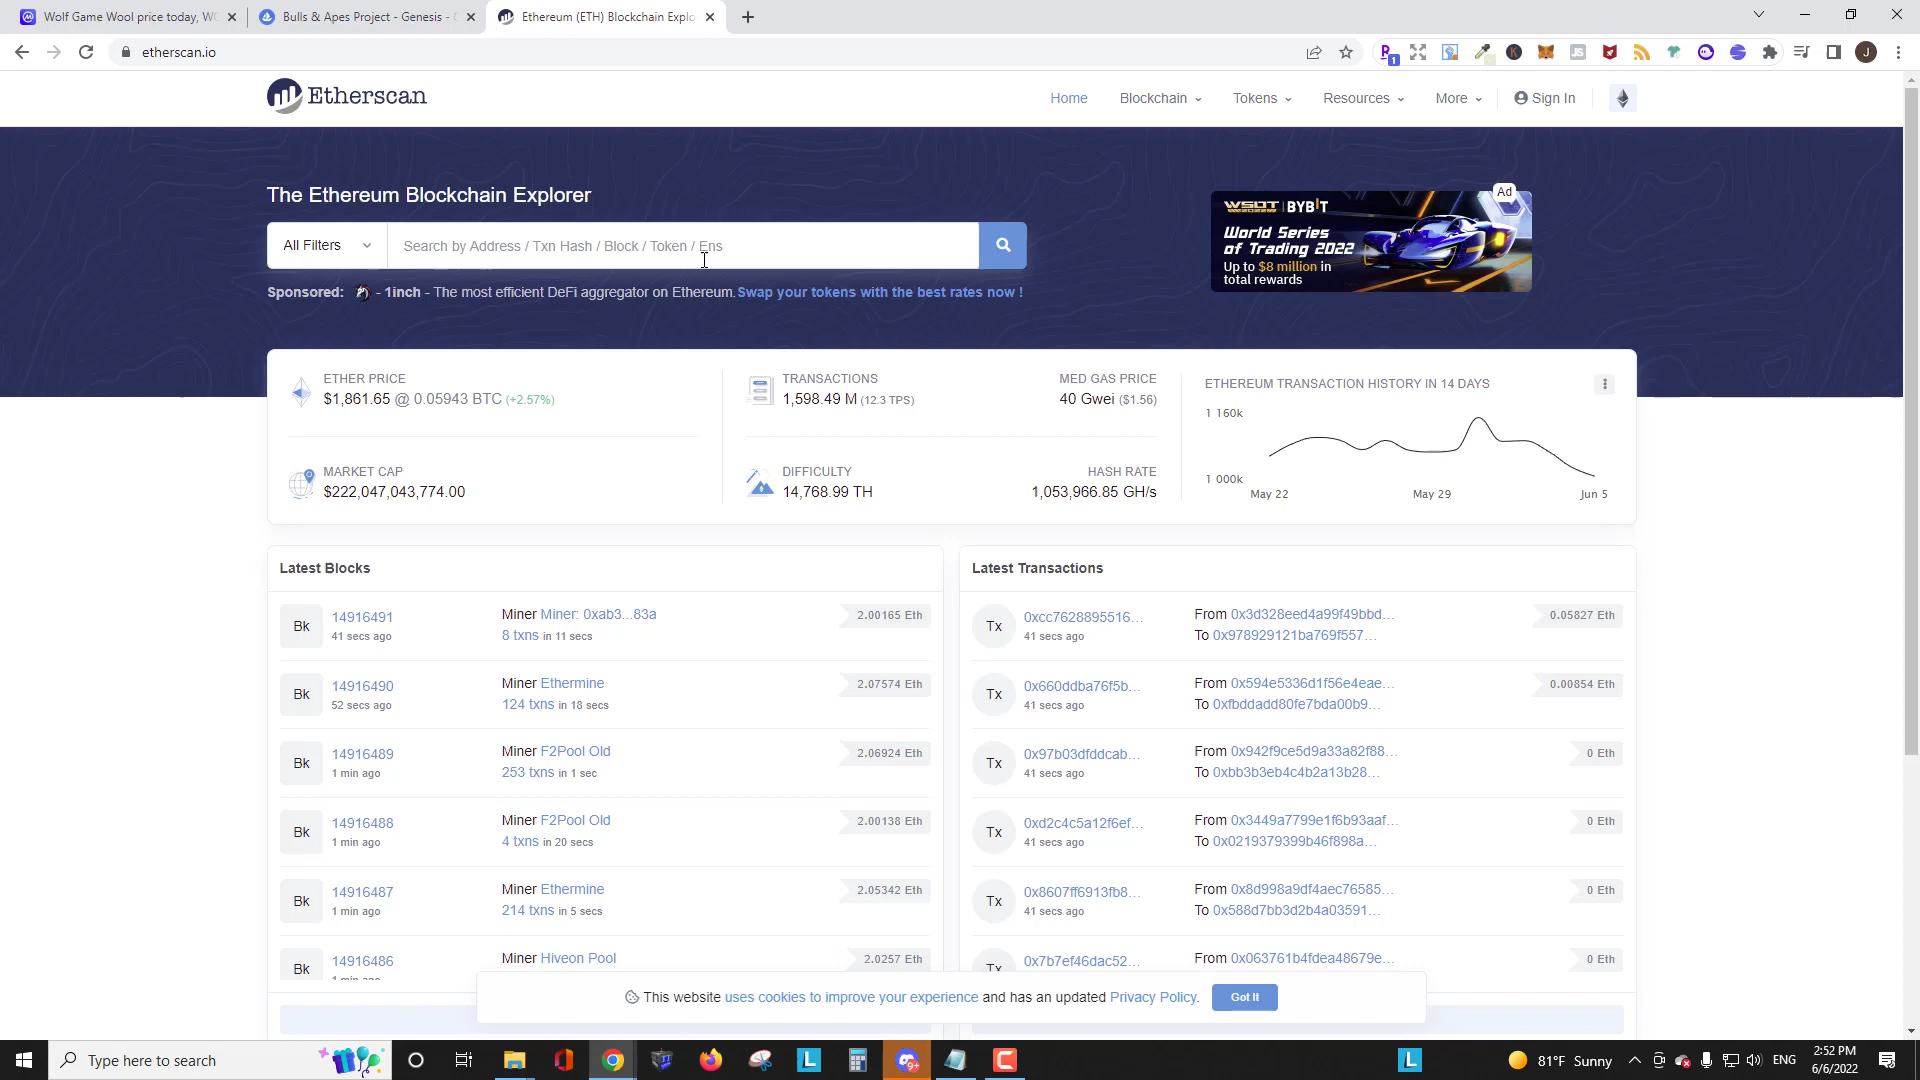 Wolf Game Wool price today, WO
Bulls & Apes Project - Genesis - 
Ethereum (ETH) Blockchain Explo
etherscan.io
1
J
Etherscan
Home
Blockchain
Tokens
Resources
More
Sign In
The Ethereum Blockchain Explorer
All Filters
Search by Address / Txn Hash / Block / Token / Ens
Sponsored: - 1inch - The most efficient DeFi aggregator on Ethereum. Swap your tokens with the best rates now !
Ad
WSOT | BYBIT
World Series
of Trading 2022
Up to $8 million in
total rewards
ETHER PRICE
$1,861.65 @ 0.05943 BTC (+2.57%)
MARKET CAP
$222,047,043,774.00
TRANSACTIONS
1,598.49 M (12.3 TPS)
MED GAS PRICE
40 Gwei ($1.56)
DIFFICULTY
14,768.99 TH
HASH RATE
1,053,966.85 GH/s
ETHEREUM TRANSACTION HISTORY IN 14 DAYS
1 160k
1 000k
May 22
May 29
Jun 5
Latest Blocks
Bk
14916491
41 secs ago
Miner Miner: 0xab3...83a
8 txns in 11 secs
2.00165 Eth
Bk
14916490
52 secs ago
Miner Ethermine
124 txns in 18 secs
2.07574 Eth
Bk
14916489
1 min ago
Miner F2Pool Old
253 txns in 1 sec
2.06924 Eth
Bk
14916488
1 min ago
Miner F2Pool Old
4 txns in 20 secs
2.00138 Eth
Bk
14916487
1 min ago
Miner Ethermine
214 txns in 5 secs
2.05342 Eth
Bk
14916486
1 min ago
Miner Hiveon Pool
2.0257 Eth
Latest Transactions
Tx
0xcc7628895516...
41 secs ago
From 0x3d328eed4a99f49bbd...
To 0x978929121ba769f557...
0.05827 Eth
Tx
0x660ddba76f5b...
41 secs ago
From 0x594e5336d1f56e4eae...
To 0xfbddadd80fe7bda00b9...
0.00854 Eth
Tx
0x97b03dfddcab...
41 secs ago
From 0x942f9ce5d9a33a82f88...
To 0xbb3b3eb4c4b2a13b28...
0 Eth
Tx
0xd2c4c5a12f6ef...
41 secs ago
From 0x3449a7799e1f6b93aaf...
To 0x0219379399b46f898a...
0 Eth
Tx
0x8607ff6913fb8...
41 secs ago
From 0x8d998a9df4aec76585...
To 0x588d7bb3d2b4a03591...
0 Eth
Tx
0x7b7ef46dac52...
From 0x063761b4fdea48679e...
0 Eth
This website uses cookies to improve your experience and has an updated Privacy Policy.
Got It
Type here to search
L
9+
L
81°F Sunny
ENG
2:52 PM
6/6/2022